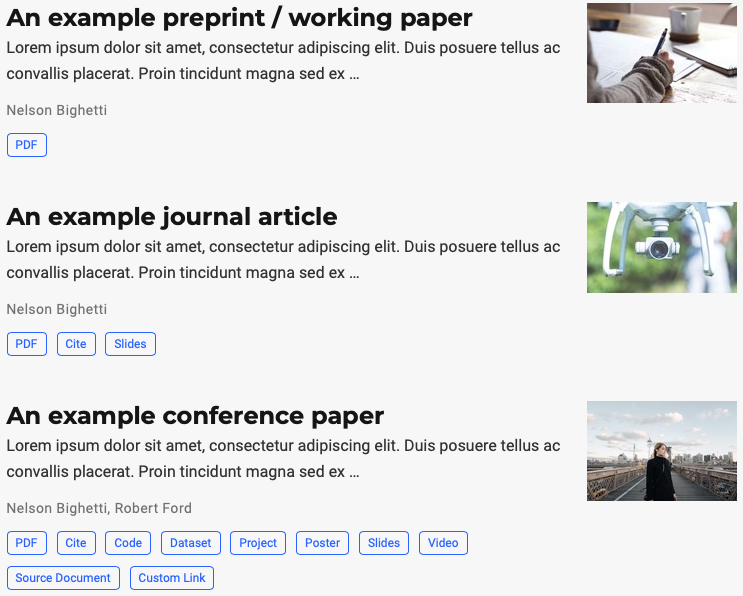 An example preprint / working paper
Lorem ipsum dolor sit amet, consectetur adipiscing elit. Duis posuere tellus ac
convallis placerat. Proin tincidunt magna sed ex ...
Nelson Bighetti
PDF
An example journal article
Lorem ipsum dolor sit amet, consectetur adipiscing elit. Duis posuere tellus ac
convallis placerat. Proin tincidunt magna sed ex ...
Nelson Bighetti
PDF Cite Slides
An example conference paper
Lorem ipsum dolor sit amet, consectetur adipiscing elit. Duis posuere tellus ac
convallis placerat. Proin tincidunt magna sed ex ...
Nelson Bighetti, Robert Ford
PDF Cite Code Dataset Project Poster Slides Video
Source Document Custom Link